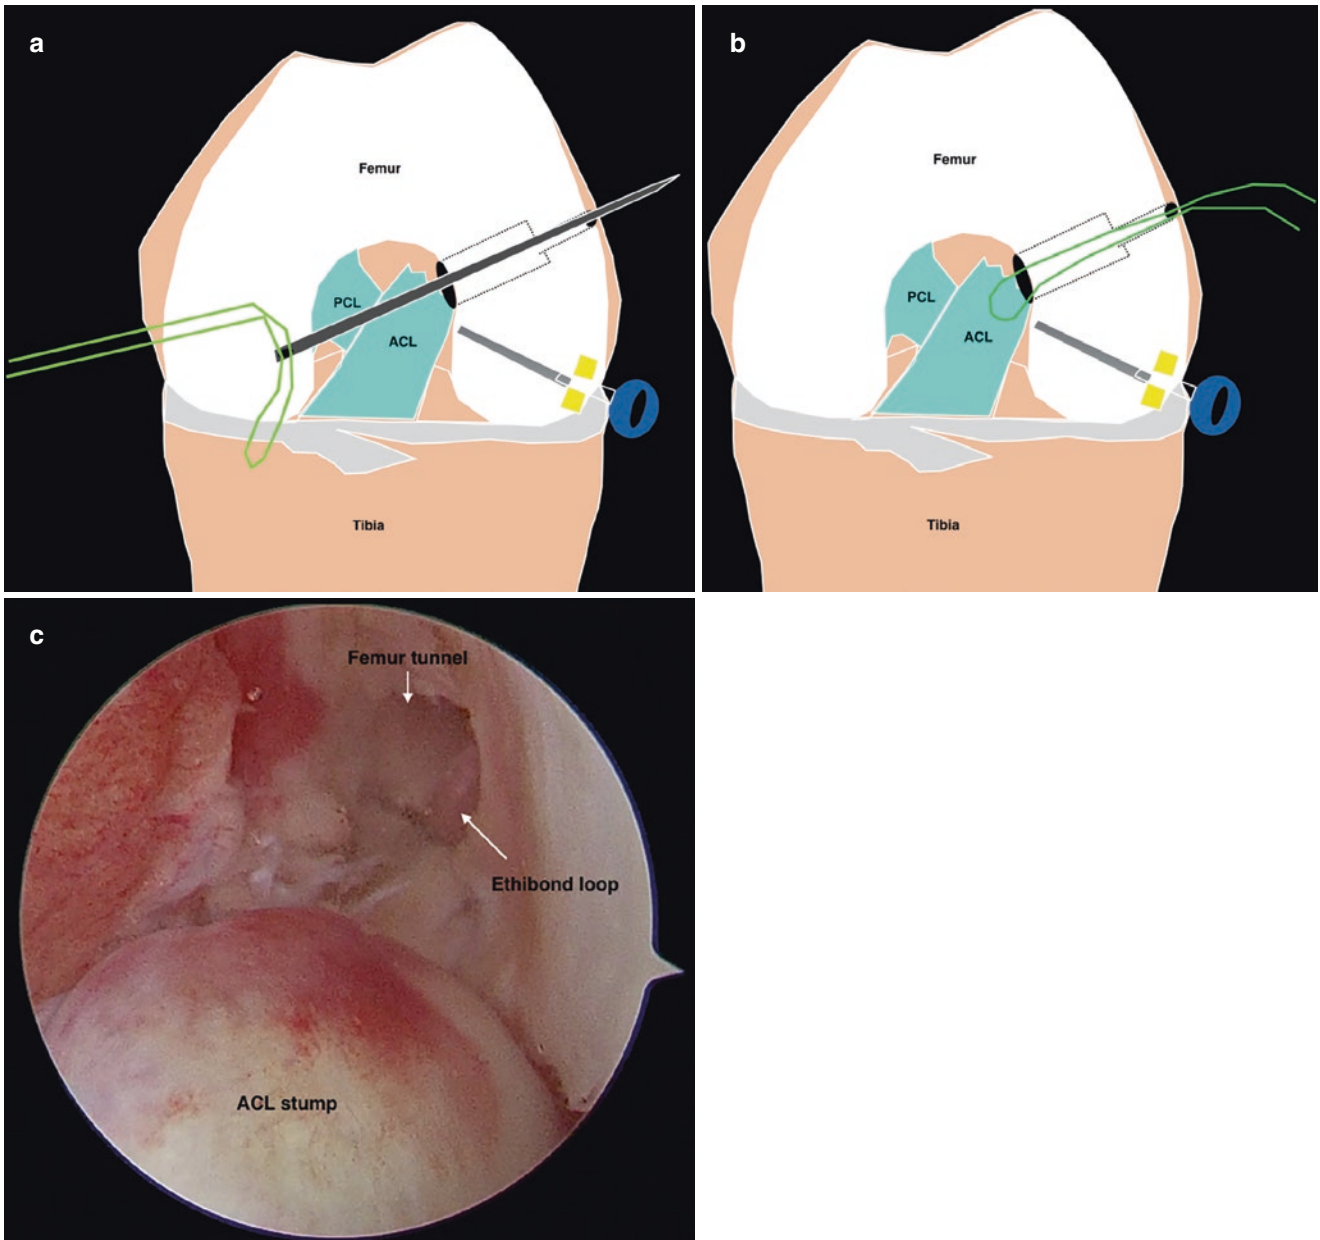 a
Femur
PCL
ACL
Tibia
b
Femur
PCL
ACL
Tibia
c
Femur tunnel
Ethibond loop
ACL stump